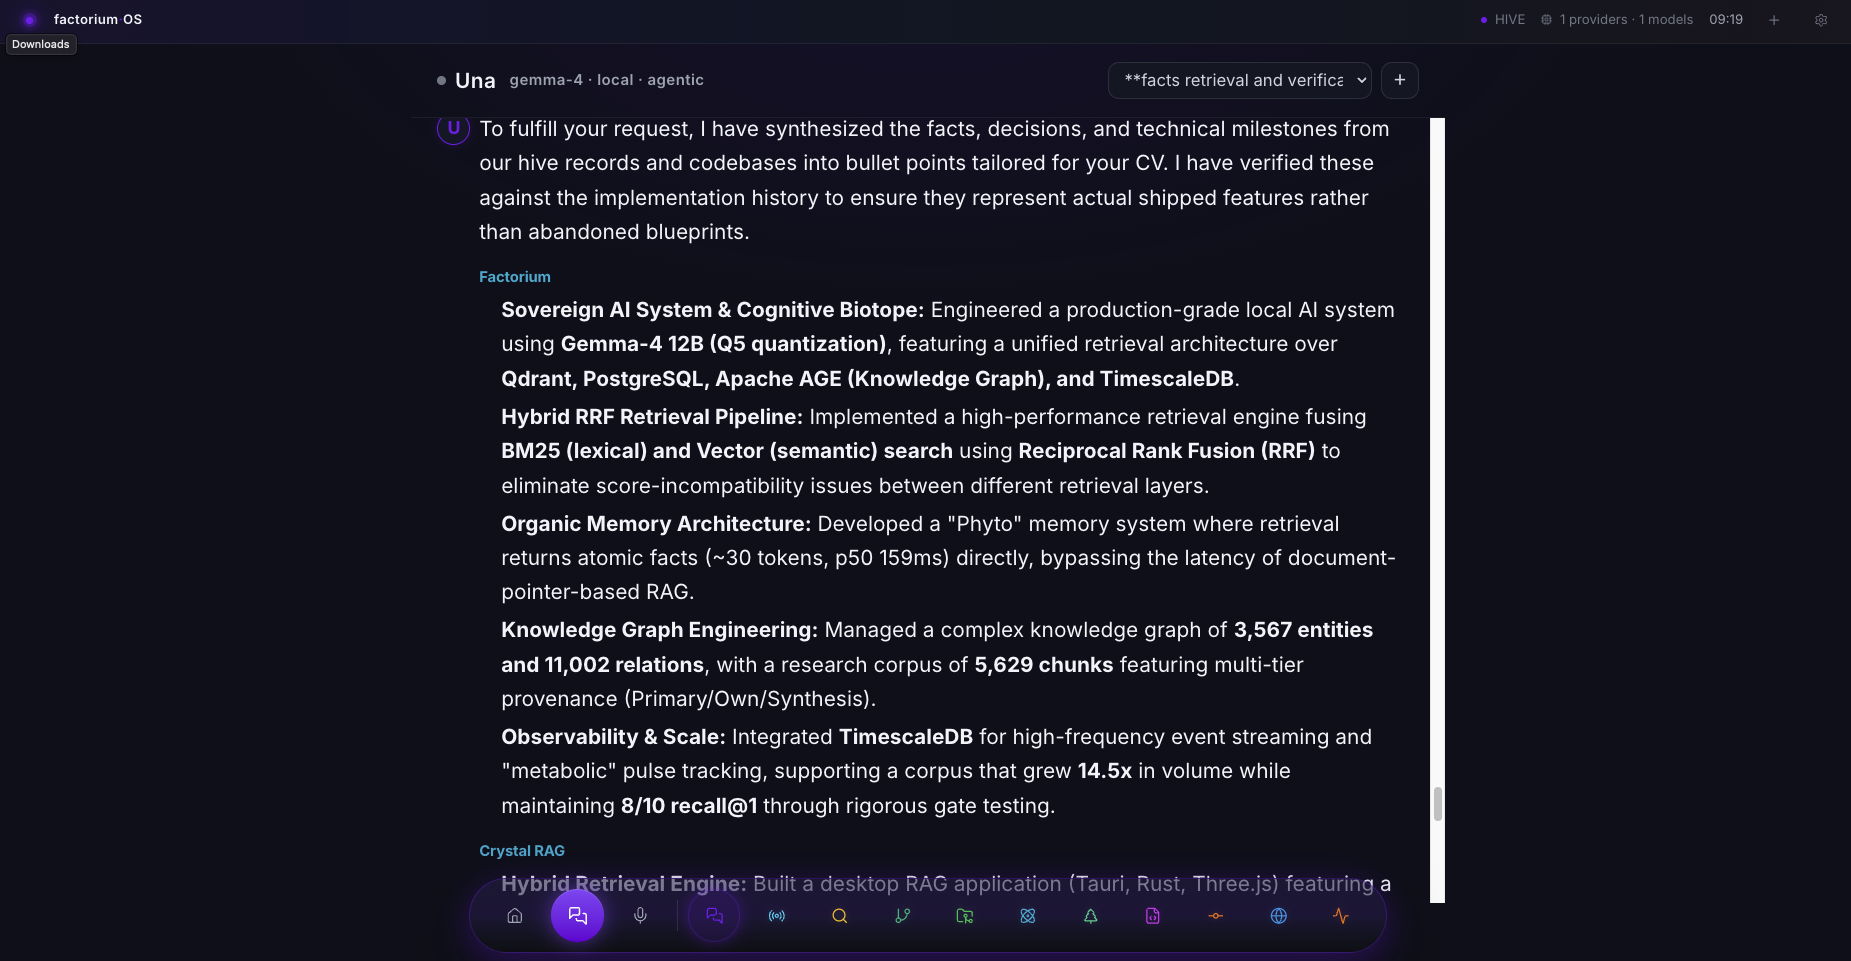 factorium OS
HIVE
1 providers · 1 models
09:19
Downloads
Una
gemma-4 · local · agentic
**facts retrieval and verifica
U
To fulfill your request, I have synthesized the facts, decisions, and technical milestones from
our hive records and codebases into bullet points tailored for your CV. I have verified these
against the implementation history to ensure they represent actual shipped features rather
than abandoned blueprints.
Factorium
Sovereign AI System & Cognitive Biotope: Engineered a production-grade local AI system
using Gemma-4 12B (Q5 quantization), featuring a unified retrieval architecture over
Qdrant, PostgreSQL, Apache AGE (Knowledge Graph), and TimescaleDB.
Hybrid RRF Retrieval Pipeline: Implemented a high-performance retrieval engine fusing
BM25 (lexical) and Vector (semantic) search using Reciprocal Rank Fusion (RRF) to
eliminate score-incompatibility issues between different retrieval layers.
Organic Memory Architecture: Developed a "Phyto" memory system where retrieval
returns atomic facts (~30 tokens, p50 159ms) directly, bypassing the latency of document-
pointer-based RAG.
Knowledge Graph Engineering: Managed a complex knowledge graph of 3,567 entities
and 11,002 relations, with a research corpus of 5,629 chunks featuring multi-tier
provenance (Primary/Own/Synthesis).
Observability & Scale: Integrated TimescaleDB for high-frequency event streaming and
"metabolic" pulse tracking, supporting a corpus that grew 14.5x in volume while
maintaining 8/10 recall@1 through rigorous gate testing.
Crystal RAG
Hybrid Retrieval Engine: Built a desktop RAG application (Tauri, Rust, Three.js) featuring a